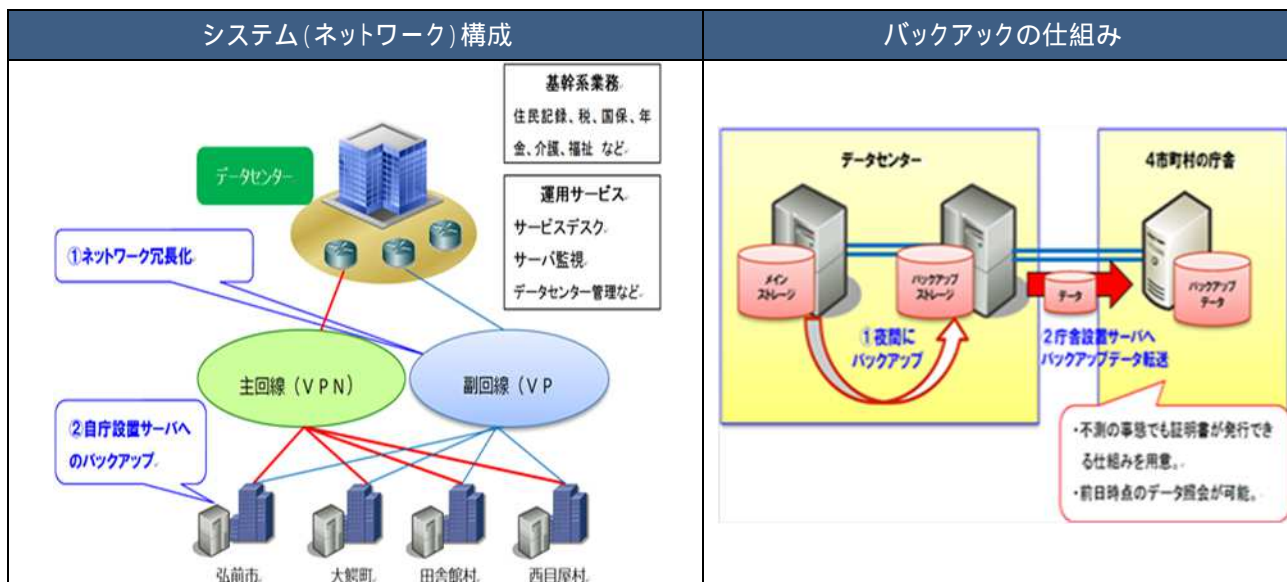 システム(ネットワーク)構成
バックアックの仕組み
基幹系業務
住民記録、税、国保、年
金、介護、福祉 など
データセンター
運用サービス
サービスデスク
サーバ監視
データセンター管理など
①ネットワーク冗長化
主回線(VPN)
副回線(VP
②自庁設置サーバへ
のバックアップ
弘前市
大鰐町
田舎館村
西目屋村
データセンター
4市町村の庁舎
メイン
ストレージ
バックアップ
ストレージ
データ
バックアップ
データ
①夜間に
バックアップ
2庁舎設置サーバへ
バックアップデータ転送
・不測の事態でも証明書が発行でき
る仕組みを用意。
・前日時点のデータ照会が可能。